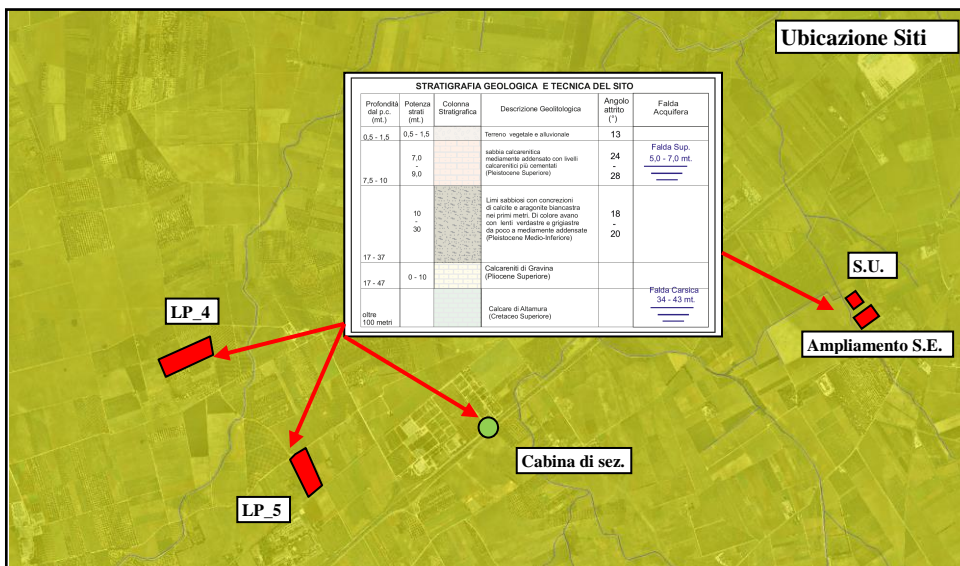 Ubicazione Siti
STRATIGRAFIA GEOLOGICA E TECNICA DEL SITO
Profondità
dal p.c.
(mt.)
Potenza
strati
(mt.)
Colonna
Stratigrafica
Descrizione Geolitologica
Angolo
attrito
(°)
Falda
Acquifera
0,5 - 1,5
0,5 - 1,5
Terreno vegetale e alluvionale
13
7,5 - 10
7,0
-
9,0
sabbia calcarenitica
mediamente addensato con livelli
calcarenitici più cementati
(Pleistocene Superiore)
24
-
28
Falda Sup.
5,0 - 7,0 mt.
17 - 37
10
-
30
Limi sabbiosi con concrezioni
di calcite e aragonite biancastra
nei primi metri. Di colore avano
con lenti verdastre e grigiastre
da poco a mediamente addensate
(Pleistocene Medio-Inferiore)
18
-
20
17 - 47
0 - 10
Calcareniti di Gravina
(Pliocene Superiore)
oltre
100 metri
Calcare di Altamura
(Cretaceo Superiore)
Falda Carsica
34 - 43 mt.
S.U.
LP_4
Ampliamento S.E.
Cabina di sez.
LP_5